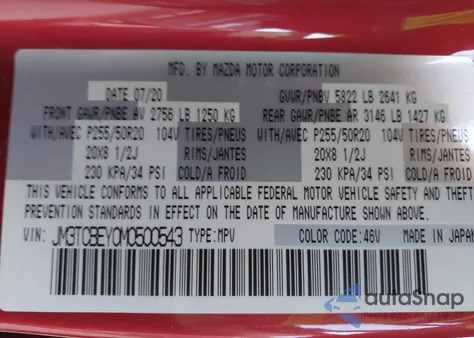 MFD. BY MAZDA MOTOR CORPORATION
DATE 07/20 GVWR/PNBV 5822 LB 2641 KG
FRONT GAWR/PNBE AV 2756 LB 1250 KG REAR GAWR/PNBE AR 3146 LB 1427 KG
WITH/AVEC P255/50R20 104V TIRES/PNEUS WITH/AVEC P255/50R20 104V TIRES/PNEUS
20X8 1/2J RIMS/JANTES 20X8 1/2J RIMS/JANTES
230 KPA/34 PSI COLD/A FROID 230 KPA/34 PSI COLD/A FROID
THIS VEHICLE CONFORMS TO ALL APPLICABLE FEDERAL MOTOR VEHICLE SAFETY AND THEFT
PREVENTION STANDARDS IN EFFECT ON THE DATE OF MANUFACTURE SHOWN ABOVE.
VIN: JM3TCBEY0M0500543 TYPE: MPV COLOR CODE: 46V MADE IN JAPAN
autoSnap